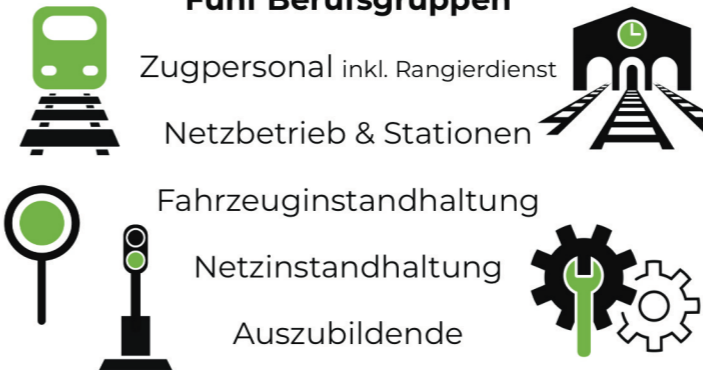 Fünf Berufsgruppen
Zugpersonal inkl. Rangierdienst
Netzbetrieb & Stationen
Fahrzeuginstandhaltung
Netzinstandhaltung
Auszubildende